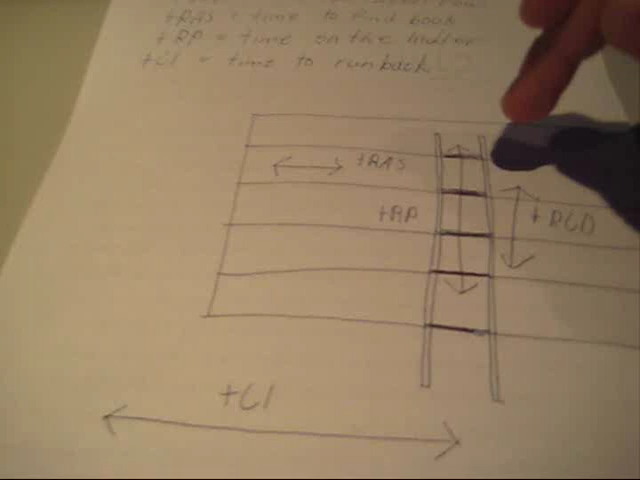 tRAS = time to find book
tRP = time on the ladder
tCl = time to run back
tRAS
tRP
tRCD
tCl